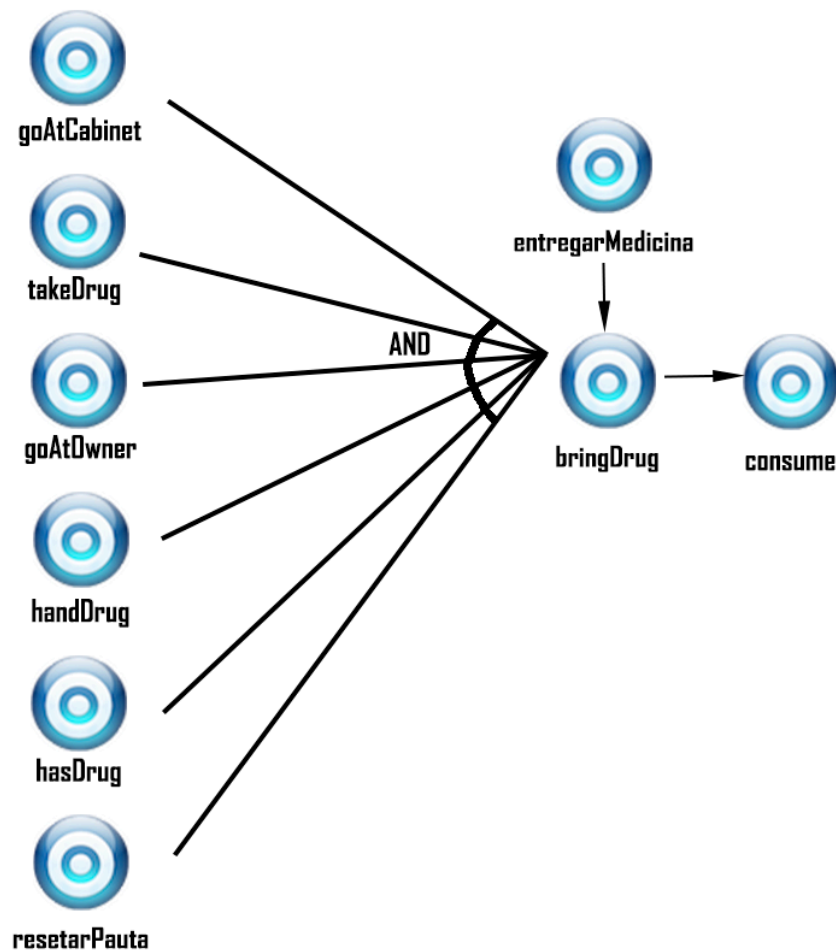 goAtCabinet
takeDrug
goAtOwner
handDrug
hasDrug
resetarPauta
AND
entregarMedicina
bringDrug
consume